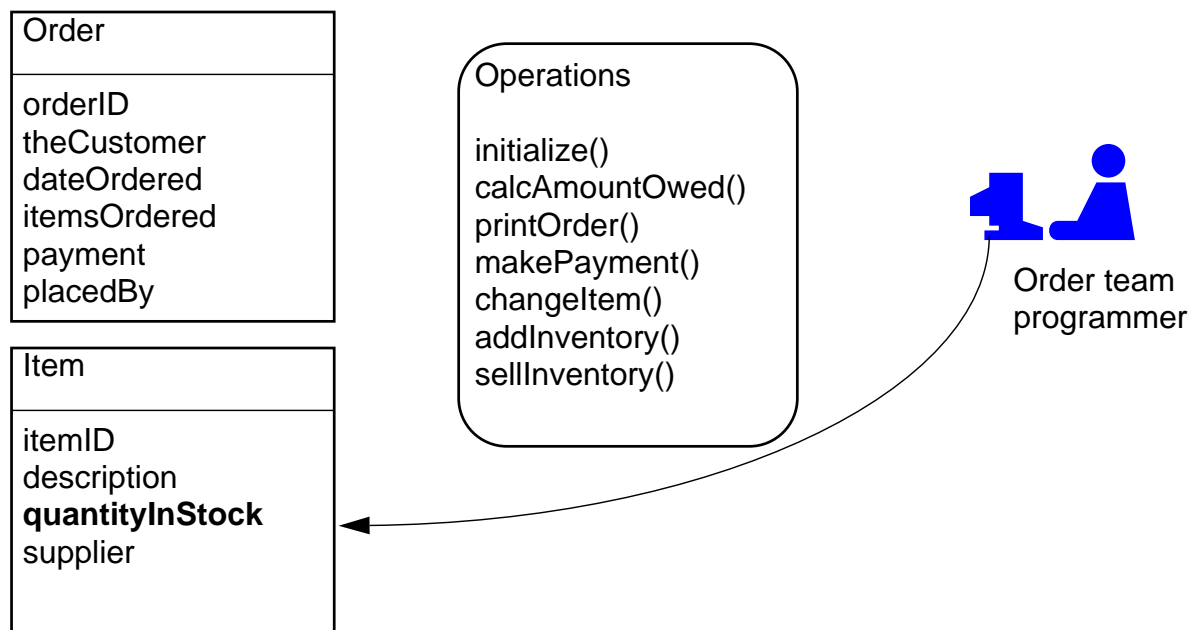 Order
orderID
theCustomer
dateOrdered
itemsOrdered
payment
placedBy
Item
itemID
description
quantityInStock
supplier
Operations
initialize()
calcAmountOwed()
printOrder()
makePayment()
changeItem()
addInventory()
sellInventory()
Order team
programmer